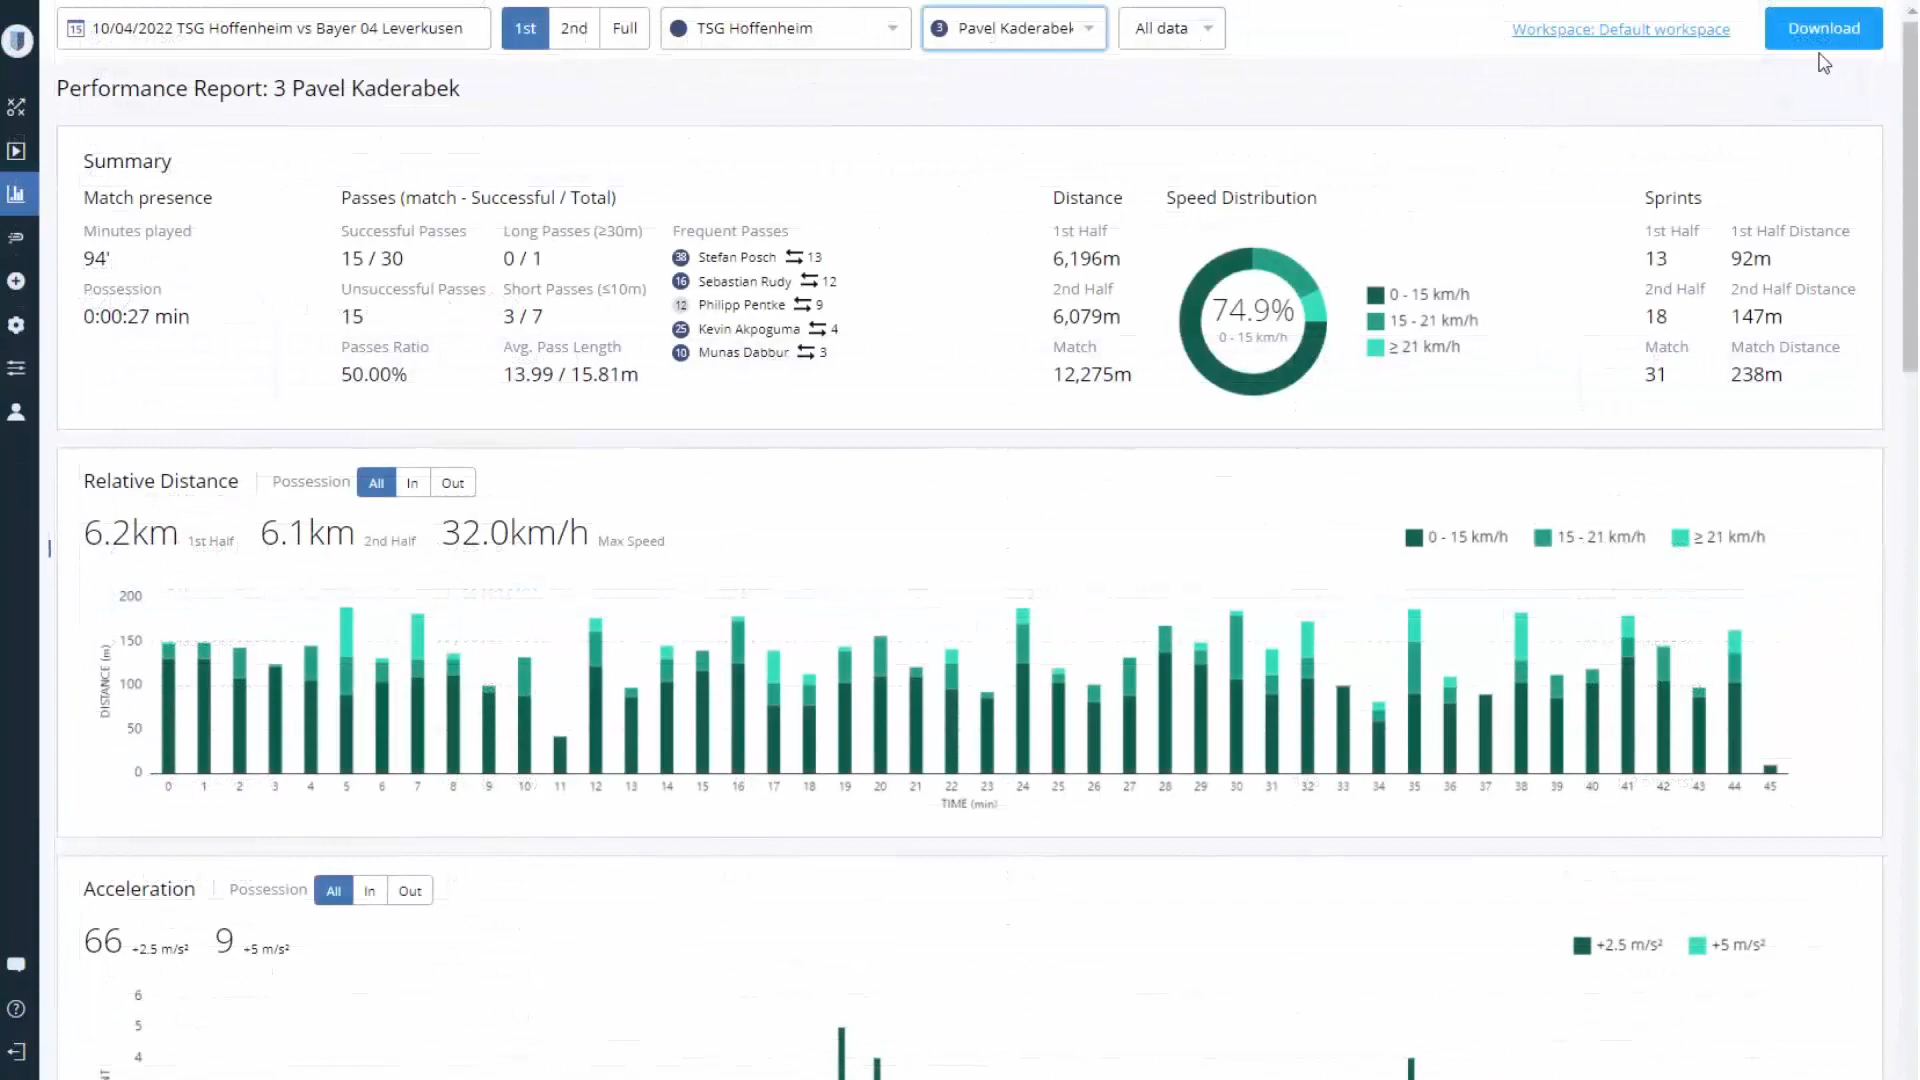 15 10/04/2022 TSG Hoffenheim vs Bayer 04 Leverkusen 1st 2nd Full TSG Hoffenheim 3 Pavel Kaderabek All data Workspace: Default workspace Download
Performance Report: 3 Pavel Kaderabek
Summary
Match presence
Minutes played
94'
Possession
0:00:27 min
Passes (match - Successful / Total)
Successful Passes
15 / 30
Unsuccessful Passes
15
Passes Ratio
50.00%
Long Passes (≥30m)
0 / 1
Short Passes (≤10m)
3 / 7
Avg. Pass Length
13.99 / 15.81m
Frequent Passes
38 Stefan Posch 13
16 Sebastian Rudy 12
12 Philipp Pentke 9
25 Kevin Akpoguma 4
10 Munas Dabbur 3
Distance
1st Half
6,196m
2nd Half
6,079m
Match
12,275m
Speed Distribution
74.9%
0 - 15 km/h
0 - 15 km/h
15 - 21 km/h
≥ 21 km/h
Sprints
1st Half
13
2nd Half
18
Match
31
1st Half Distance
92m
2nd Half Distance
147m
Match Distance
238m
Relative Distance Possession All In Out
6.2km 1st Half 6.1km 2nd Half 32.0km/h Max Speed
0 - 15 km/h 15 - 21 km/h ≥ 21 km/h
DISTANCE (m)
200
150
100
50
0
0 1 2 3 4 5 6 7 8 9 10 11 12 13 14 15 16 17 18 19 20 21 22 23 24 25 26 27 28 29 30 31 32 33 34 35 36 37 38 39 40 41 42 43 44 45
TIME (min)
Acceleration Possession All In Out
66 +2.5 m/s² 9 +5 m/s²
+2.5 m/s² +5 m/s²
6
5
4
NT